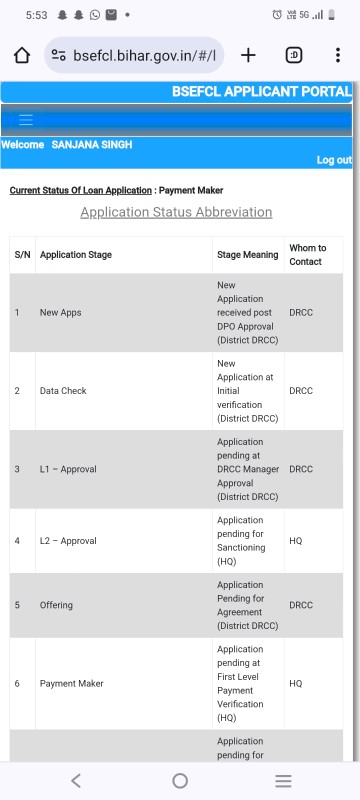 5:53
VoLTE 5G
bsefcl.bihar.gov.in/#/l
:D
BSEFCL APPLICANT PORTAL
Welcome SANJANA SINGH
Log out
Current Status Of Loan Application : Payment Maker
Application Status Abbreviation
S/N Application Stage Stage Meaning Whom to
Contact
1 New Apps New
Application
received post
DPO Approval
(District DRCC) DRCC
2 Data Check New
Application at
Initial
verification
(District DRCC) DRCC
3 L1 – Approval Application
pending at
DRCC Manager
Approval
(District DRCC) DRCC
4 L2 – Approval Application
pending for
Sanctioning
(HQ) HQ
5 Offering Application
Pending for
Agreement
(District DRCC) DRCC
6 Payment Maker Application
pending at
First Level
Payment
Verification
(HQ) HQ
Application
pending for